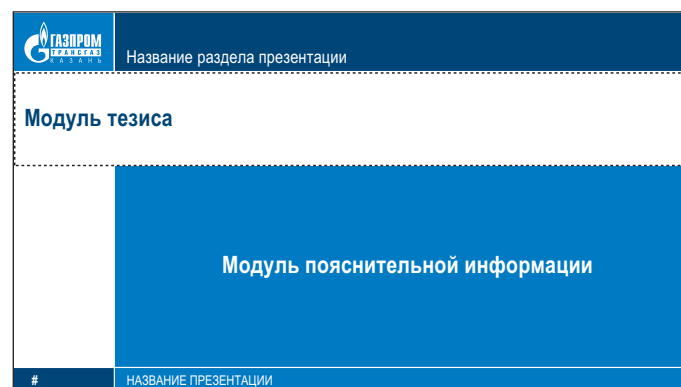 ГАЗПРОМ
ТРАНСГАЗ
КАЗАНЬ
Название раздела презентации
Модуль тезиса
Модуль пояснительной информации
#
НАЗВАНИЕ ПРЕЗЕНТАЦИИ